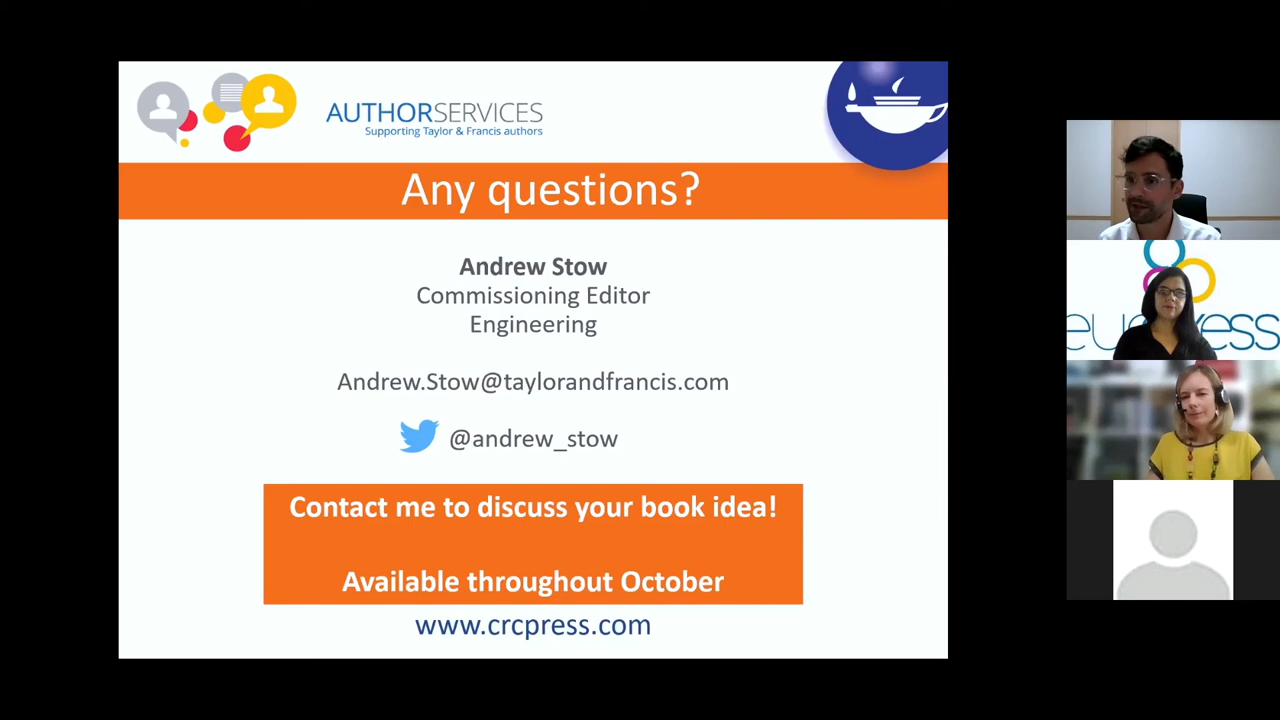 AUTHORSERVICES
Supporting Taylor & Francis authors
Any questions?
Andrew Stow
Commissioning Editor
Engineering
Andrew.Stow@taylorandfrancis.com
@andrew_stow
Contact me to discuss your book idea!
Available throughout October
www.crcpress.com